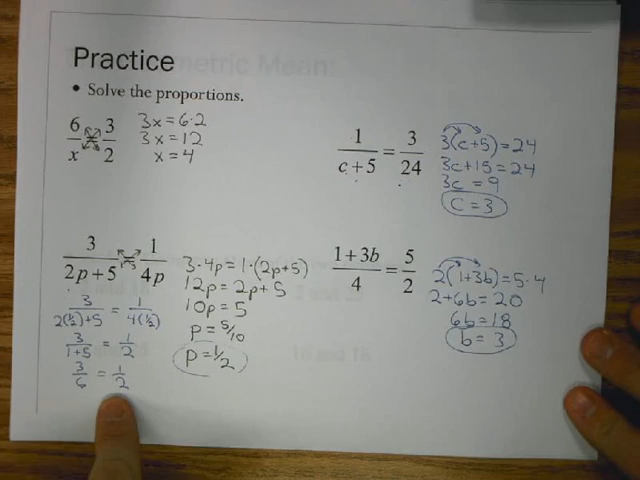 Practice
• Solve the proportions.
6/x = 3/2
3x = 6·2
3x = 12
x = 4
1/(c+5) = 3/24
3(c+5) = 24
3c+15 = 24
3c = 9
c = 3
3/(2p+5) = 1/4p
3·4p = 1·(2p+5)
12p = 2p+5
10p = 5
p = 5/10
p = 1/2
3/(2(1/2)+5) = 1/(4(1/2))
3/(1+5) = 1/2
3/6 = 1/2
(1+3b)/4 = 5/2
2(1+3b) = 5·4
2+6b = 20
6b = 18
b = 3